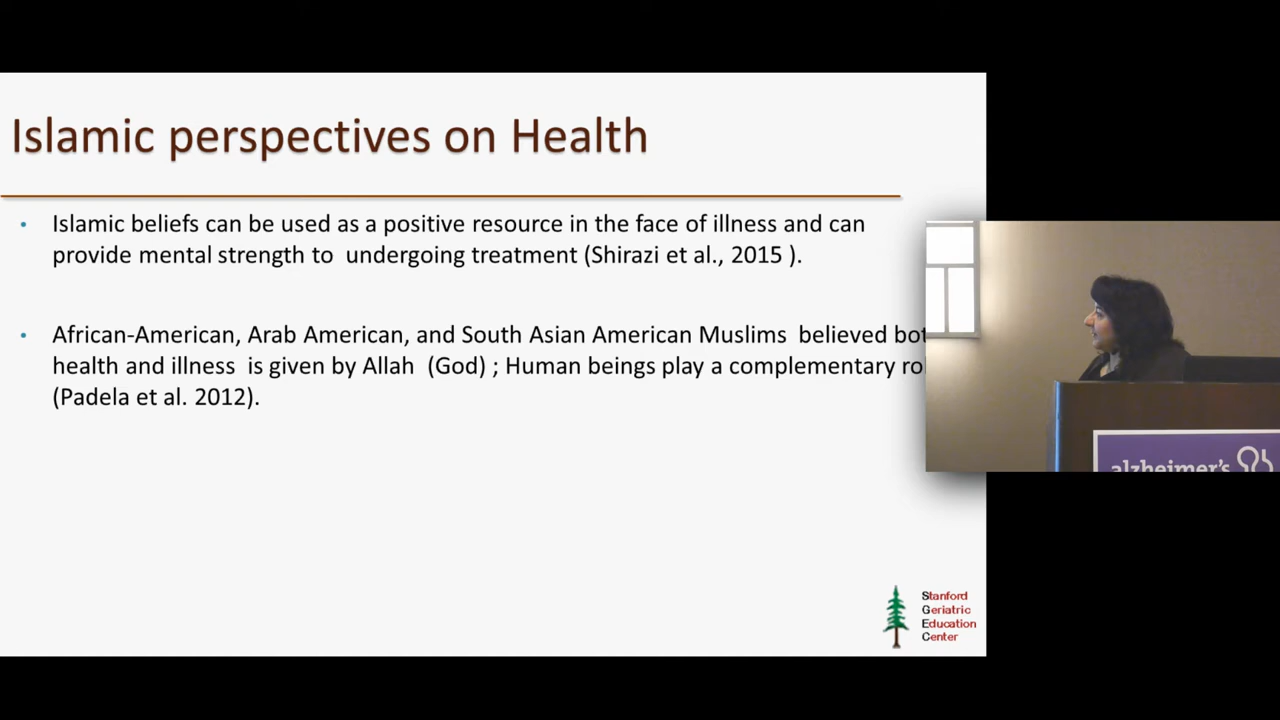 Islamic perspectives on Health
• Islamic beliefs can be used as a positive resource in the face of illness and can
provide mental strength to undergoing treatment (Shirazi et al., 2015 ).
• African-American, Arab American, and South Asian American Muslims believed
health and illness is given by Allah (God) ; Human beings play a complementary
(Padela et al. 2012).
alzheimer's
Stanford
Geriatric
Education
Center